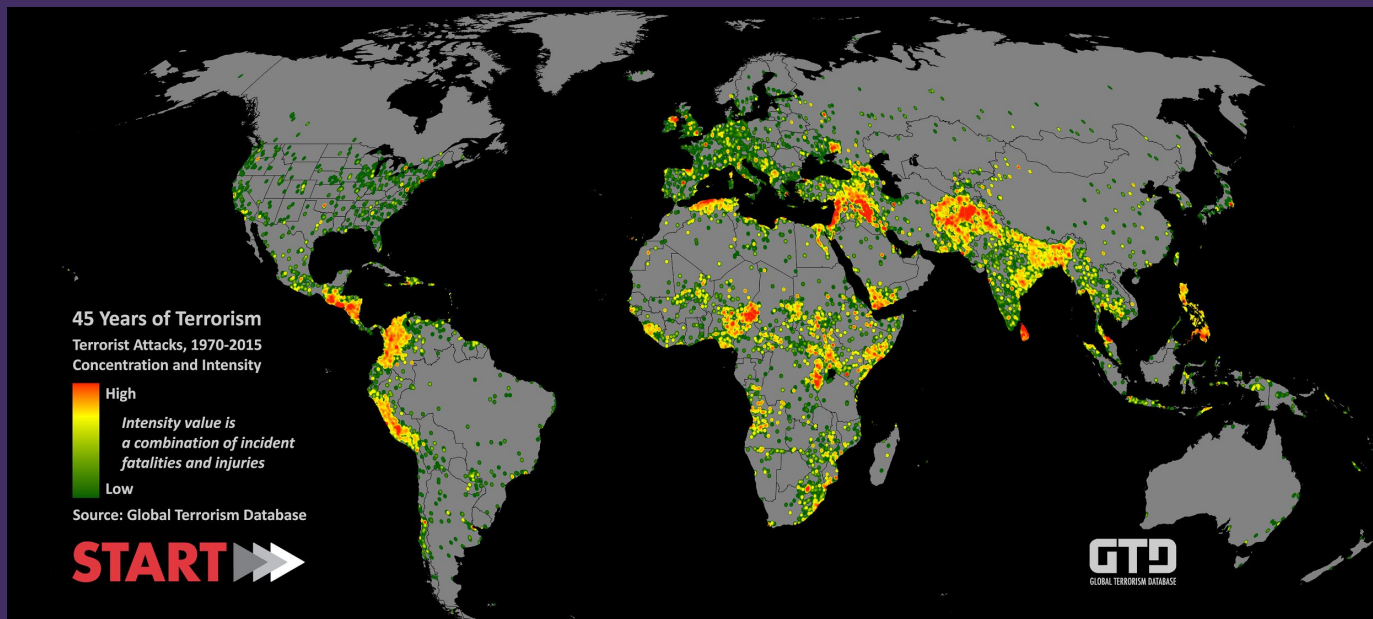 45 Years of Terrorism
Terrorist Attacks, 1970-2015
Concentration and Intensity
High
Intensity value is
a combination of incident
fatalities and injuries
Low
Source: Global Terrorism Database
START
GTD
GLOBAL TERRORISM DATABASE